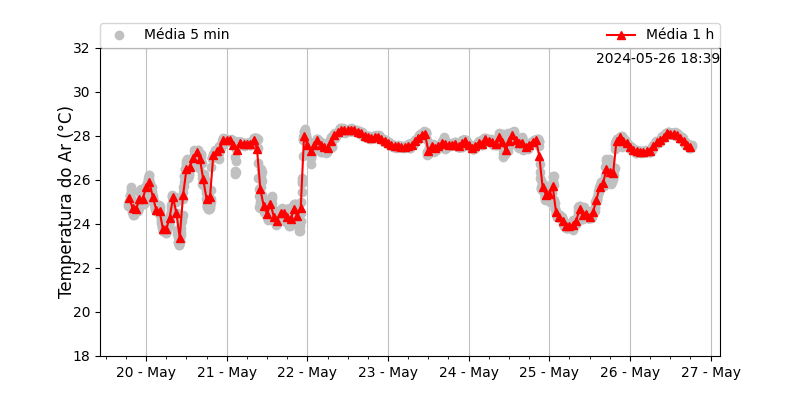 Média 5 min
Média 1 h
2024-05-26 18:39
Temperatura do Ar (°C)
32
30
28
26
24
22
20
18
20 - May
21 - May
22 - May
23 - May
24 - May
25 - May
26 - May
27 - May